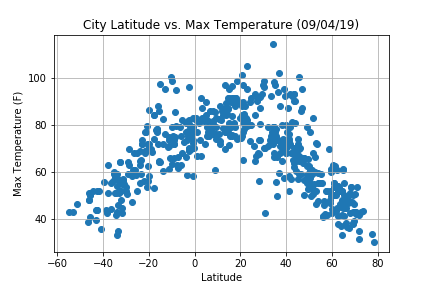 City Latitude vs. Max Temperature (09/04/19)
Max Temperature (F)
100
80
60
40
−60 −40 −20 0 20 40 60 80
Latitude